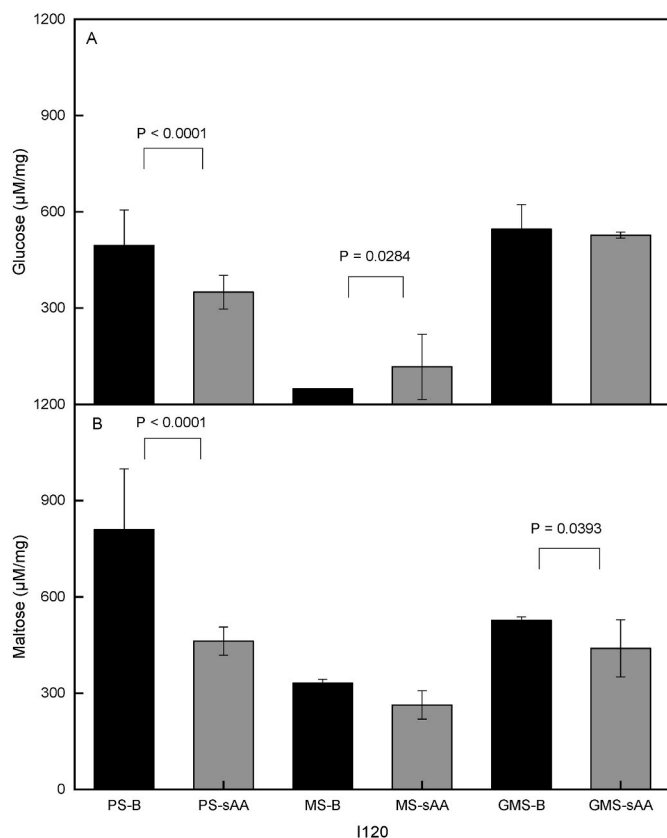 1200
A
900
P < 0.0001
600
P = 0.0284
300
Glucose (µM/mg)
1200
B
P < 0.0001
900
P = 0.0393
600
300
0
Maltose (µM/mg)
PS-B PS-sAA MS-B MS-sAA GMS-B GMS-sAA
I120